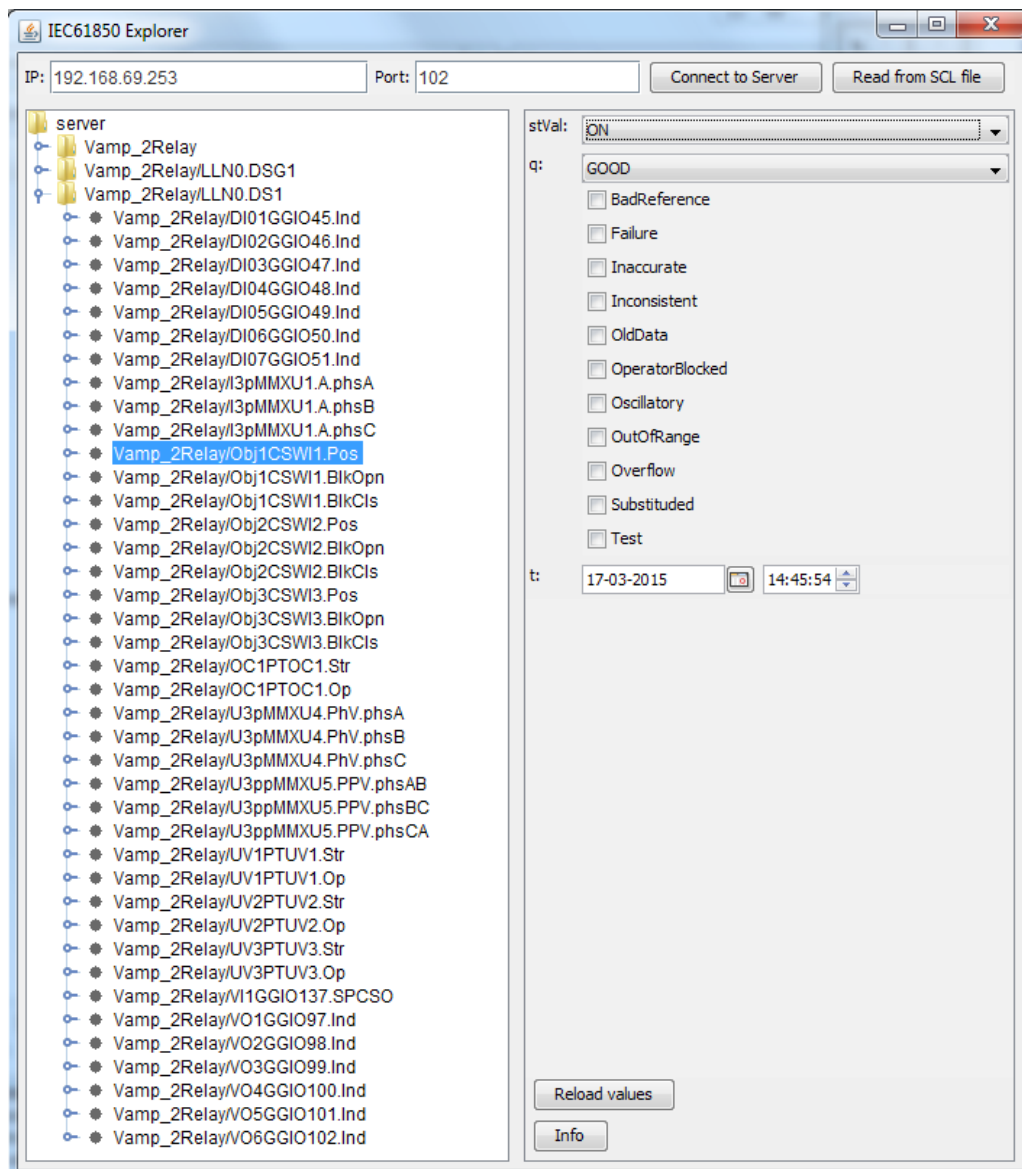 IEC61850 Explorer
IP: 192.168.69.253 Port: 102 Connect to Server Read from SCL file
server
Vamp_2Relay
Vamp_2Relay/LLN0.DSG1
Vamp_2Relay/LLN0.DS1
Vamp_2Relay/DI01GGIO45.Ind
Vamp_2Relay/DI02GGIO46.Ind
Vamp_2Relay/DI03GGIO47.Ind
Vamp_2Relay/DI04GGIO48.Ind
Vamp_2Relay/DI05GGIO49.Ind
Vamp_2Relay/DI06GGIO50.Ind
Vamp_2Relay/DI07GGIO51.Ind
Vamp_2Relay/I3pMMXU1.A.phsA
Vamp_2Relay/I3pMMXU1.A.phsB
Vamp_2Relay/I3pMMXU1.A.phsC
Vamp_2Relay/Obj1CSWI1.Pos
Vamp_2Relay/Obj1CSWI1.BlkOpn
Vamp_2Relay/Obj1CSWI1.BlkCls
Vamp_2Relay/Obj2CSWI2.Pos
Vamp_2Relay/Obj2CSWI2.BlkOpn
Vamp_2Relay/Obj2CSWI2.BlkCls
Vamp_2Relay/Obj3CSWI3.Pos
Vamp_2Relay/Obj3CSWI3.BlkOpn
Vamp_2Relay/Obj3CSWI3.BlkCls
Vamp_2Relay/OC1PTOC1.Str
Vamp_2Relay/OC1PTOC1.Op
Vamp_2Relay/U3pMMXU4.PhV.phsA
Vamp_2Relay/U3pMMXU4.PhV.phsB
Vamp_2Relay/U3pMMXU4.PhV.phsC
Vamp_2Relay/U3ppMMXU5.PPV.phsAB
Vamp_2Relay/U3ppMMXU5.PPV.phsBC
Vamp_2Relay/U3ppMMXU5.PPV.phsCA
Vamp_2Relay/UV1PTUV1.Str
Vamp_2Relay/UV1PTUV1.Op
Vamp_2Relay/UV2PTUV2.Str
Vamp_2Relay/UV2PTUV2.Op
Vamp_2Relay/UV3PTUV3.Str
Vamp_2Relay/UV3PTUV3.Op
Vamp_2Relay/VI1GGIO137.SPCSO
Vamp_2Relay/VO1GGIO97.Ind
Vamp_2Relay/VO2GGIO98.Ind
Vamp_2Relay/VO3GGIO99.Ind
Vamp_2Relay/VO4GGIO100.Ind
Vamp_2Relay/VO5GGIO101.Ind
Vamp_2Relay/VO6GGIO102.Ind
stVal: ON
q: GOOD
BadReference
Failure
Inaccurate
Inconsistent
OldData
OperatorBlocked
Oscillatory
OutOfRange
Overflow
Substituded
Test
t: 17-03-2015 14:45:54
Reload values
Info